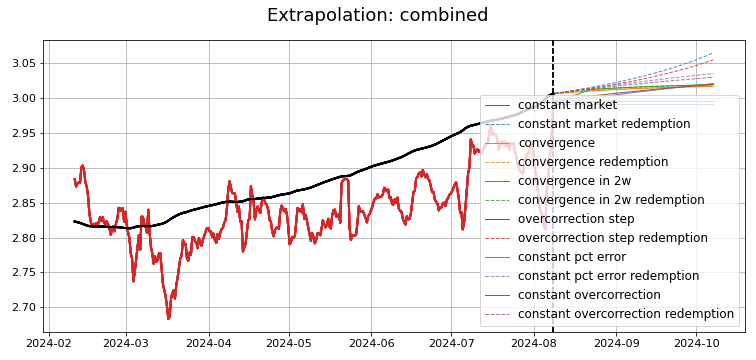 Extrapolation: combined
3.05
3.00
2.95
2.90
2.85
2.80
2.75
2.70
constant market
constant market redemption
convergence
convergence redemption
convergence in 2w
convergence in 2w redemption
overcorrection step
overcorrection step redemption
constant pct error
constant pct error redemption
constant overcorrection
constant overcorrection redemption
2024-02 2024-03 2024-04 2024-05 2024-06 2024-07 2024-08 2024-09 2024-10